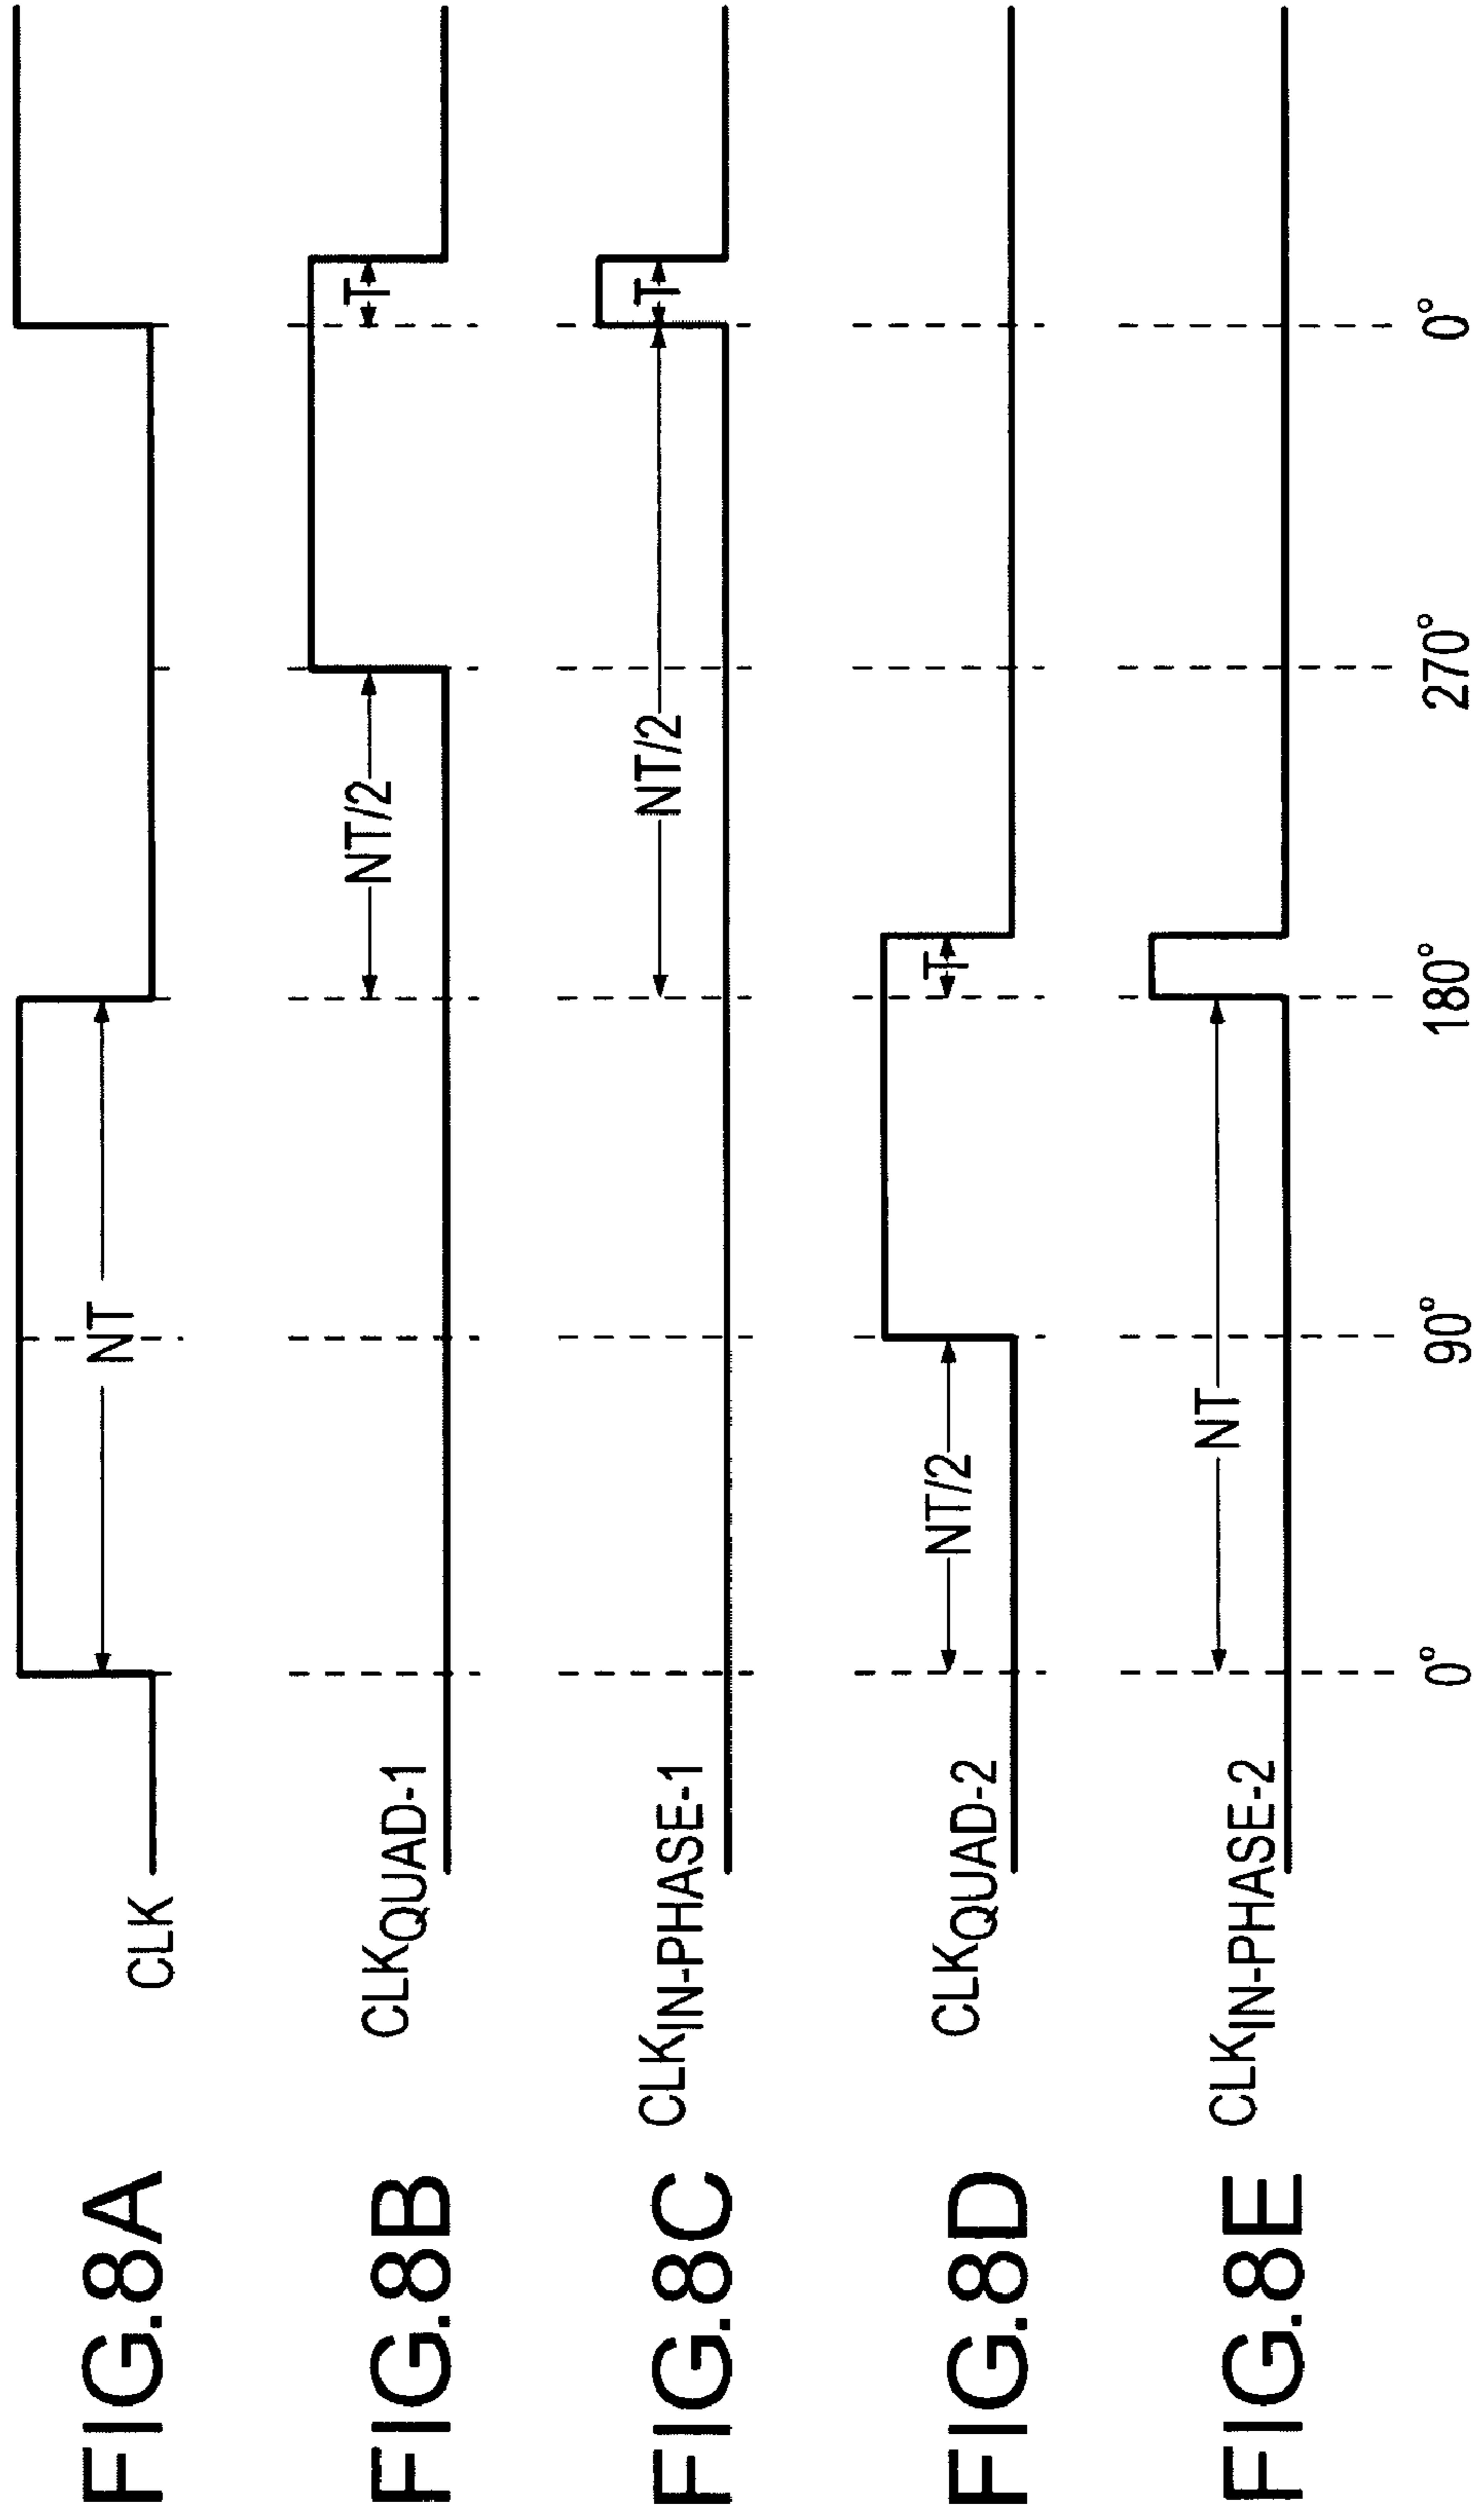 FIG.8A CLK NT
FIG.8B CLKQUAD-1 NT/2 T
FIG.8C CLKIN-PHASE-1 NT/2 T
FIG.8D CLKQUAD-2 NT/2 T
FIG.8E CLKIN-PHASE-2 NT
0° 90° 180° 270° 0°